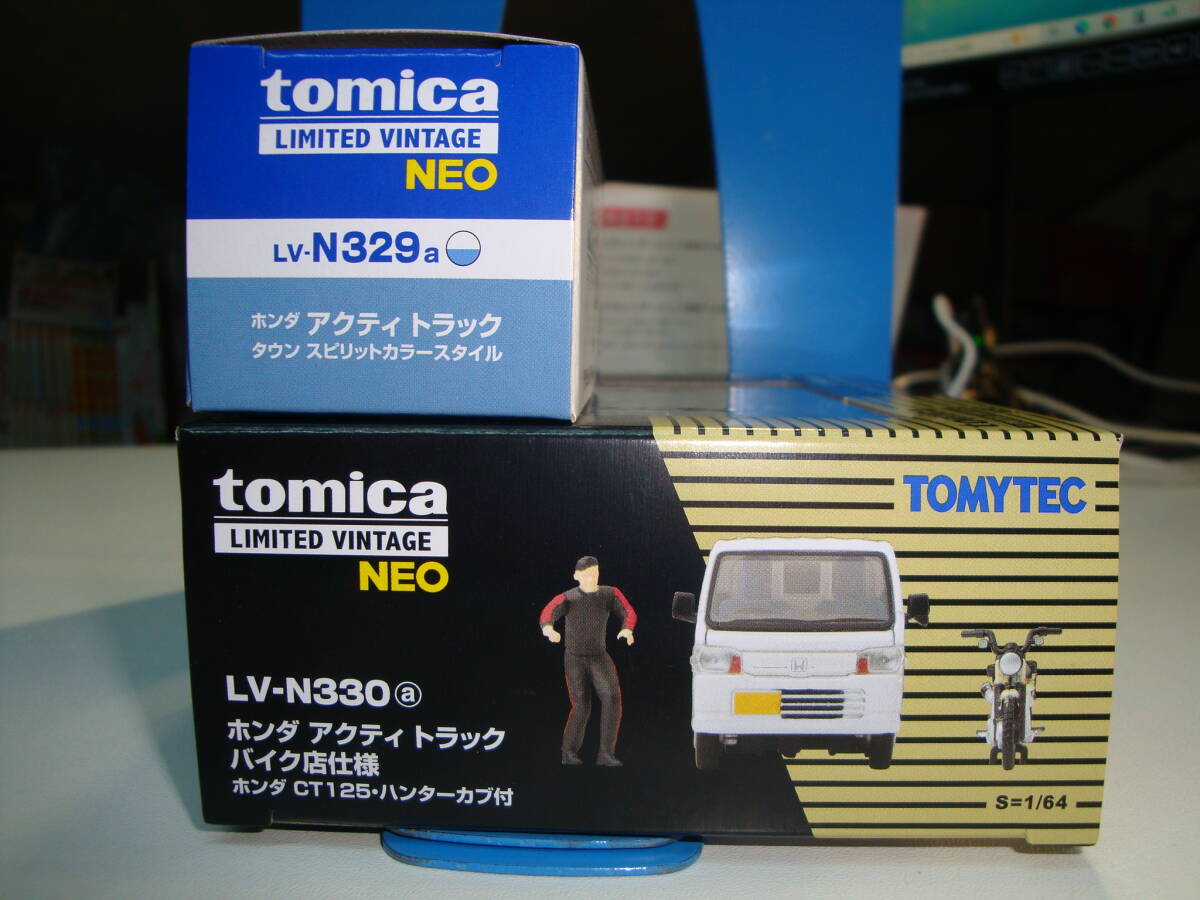 tomica
LIMITED VINTAGE
NEO
LV-N329a
ホンダ アクティ トラック
タウン スピリットカラースタイル
tomica
LIMITED VINTAGE
NEO
TOMYTEC
LV-N330ⓐ
ホンダ アクティ トラック
バイク店仕様
ホンダ CT125・ハンターカブ付
S=1/64